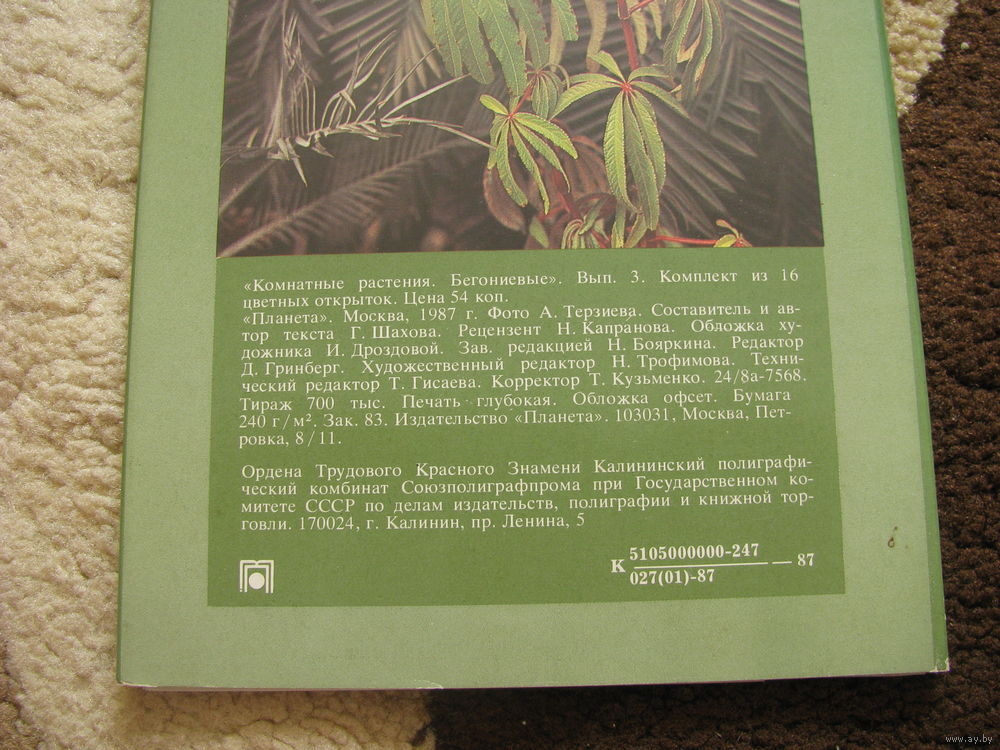 «Комнатные растения. Бегониевые». Вып. 3. Комплект из 16
цветных открыток. Цена 54 коп.
«Планета». Москва, 1987 г. Фото А. Терзиева. Составитель и ав-
тор текста Г. Шахова. Рецензент Н. Капранова. Обложка ху-
дожника И. Дроздовой. Зав. редакцией Н. Бояркина. Редактор
Д. Гринберг. Художественный редактор Н. Трофимова. Техни-
ческий редактор Т. Гисаева. Корректор Т. Кузьменко. 24/8а-7568.
Тираж 700 тыс. Печать глубокая. Обложка офсет. Бумага
240 г/м². Зак. 83. Издательство «Планета». 103031, Москва, Пет-
ровка, 8/11.
Ордена Трудового Красного Знамени Калининский полиграфи-
ческий комбинат Союзполиграфпрома при Государственном ко-
митете СССР по делам издательств, полиграфии и книжной тор-
говли. 170024, г. Калинин, пр. Ленина, 5
К 5105000000-247
027(01)-87 — 87
www.ay.by